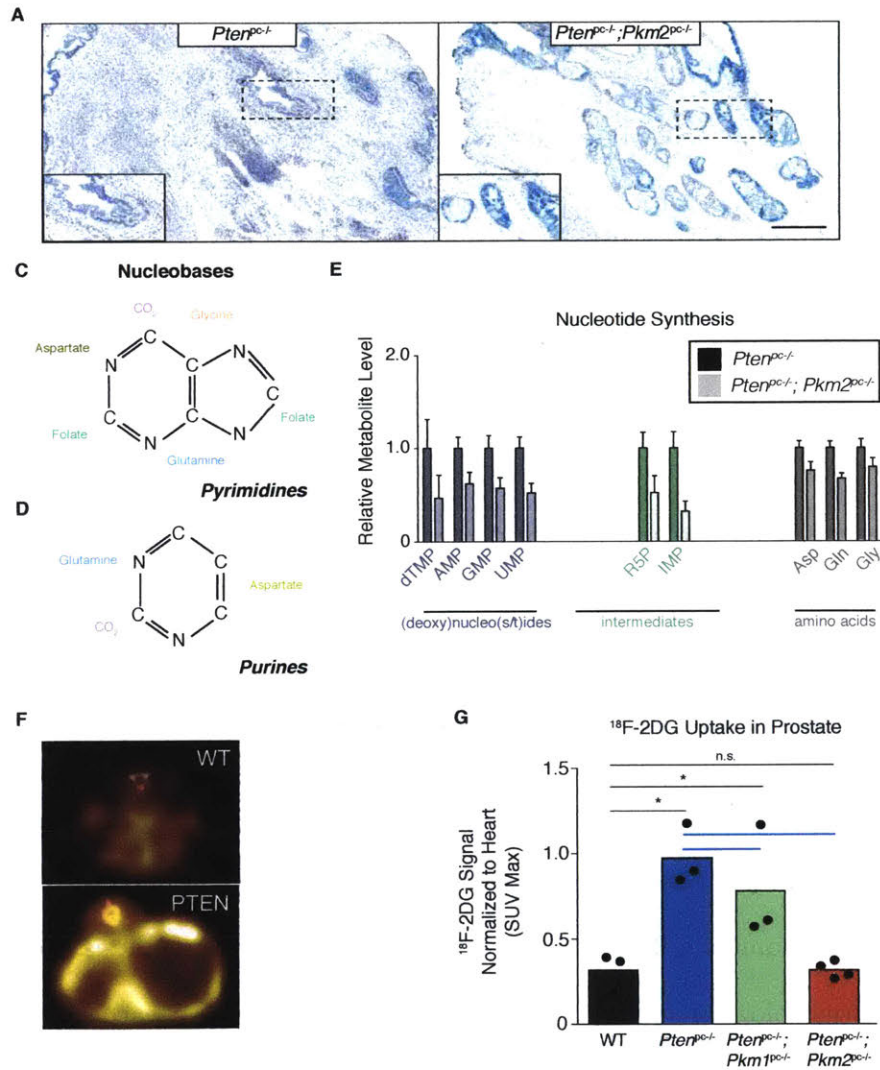 A
Pten^pc-/-
Pten^pc-/-;Pkm2^pc-/-
C
Nucleobases
CO₂
Glycine
Aspartate
N
C
N
C
C
C
C
Folate
N
N
Folate
Glutamine
Pyrimidines
D
C
Glutamine
N
C
Aspartate
CO₂
C
C
N
Purines
E
Nucleotide Synthesis
Relative Metabolite Level
2.0
1.0
0
Pten^pc-/-
Pten^pc-/-; Pkm2^pc-/-
dTMP
AMP
GMP
UMP
R5P
IMP
Asp
Gln
Gly
(deoxy)nucleo(s/t)ides
intermediates
amino acids
F
WT
PTEN
G
¹⁸F-2DG Uptake in Prostate
¹⁸F-2DG Signal
Normalized to Heart
(SUV Max)
1.5
1.0
0.5
0
n.s.
*
*
WT
Pten^pc-/-
Pten^pc-/-;
Pkm1^pc-/-
Pten^pc-/-;
Pkm2^pc-/-